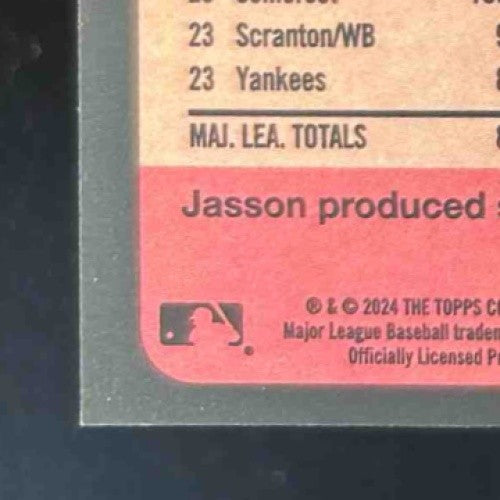 23 Scranton/WB
23 Yankees
MAJ. LEA. TOTALS
Jasson produced
® & © 2024 THE TOPPS
Major League Baseball
Officially Licensed